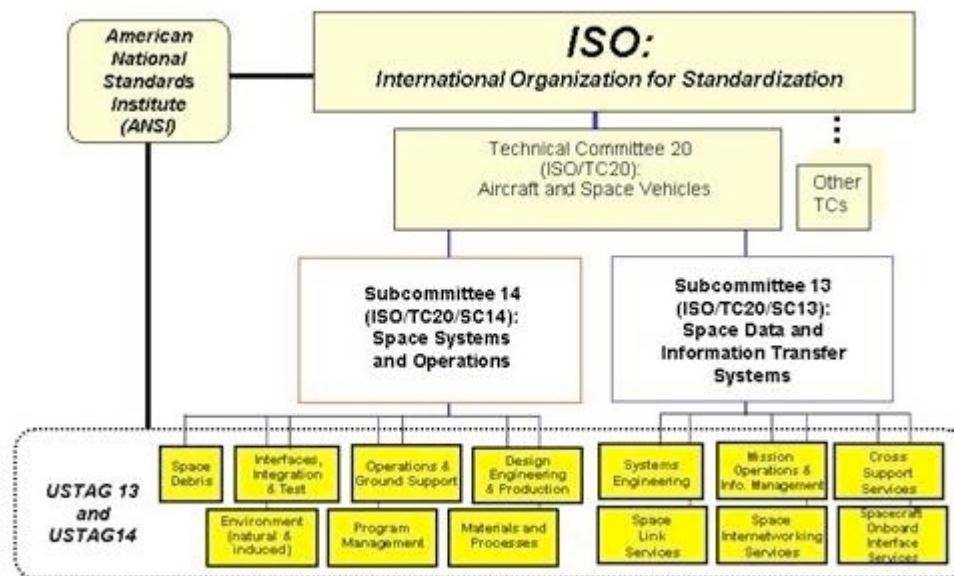 American
National
Standards
Institute
(ANSI)
ISO:
International Organization for Standardization
Technical Committee 20
(ISO/TC20):
Aircraft and Space Vehicles
Other
TCs
Subcommittee 14
(ISO/TC20/SC14):
Space Systems
and Operations
Subcommittee 13
(ISO/TC20/SC13):
Space Data and
Information Transfer
Systems
USTAG 13
and
USTAG14
Space
Debris
Interfaces,
Integration
& Test
Operations &
Ground Support
Design
Engineering
& Production
Environment
(natural &
induced)
Program
Management
Materials and
Processes
Systems
Engineering
Mission
Operations &
Info. Management
Cross
Support
Services
Space
Link
Services
Space
Internetworking
Services
Spacecraft
Onboard
Interface
Services